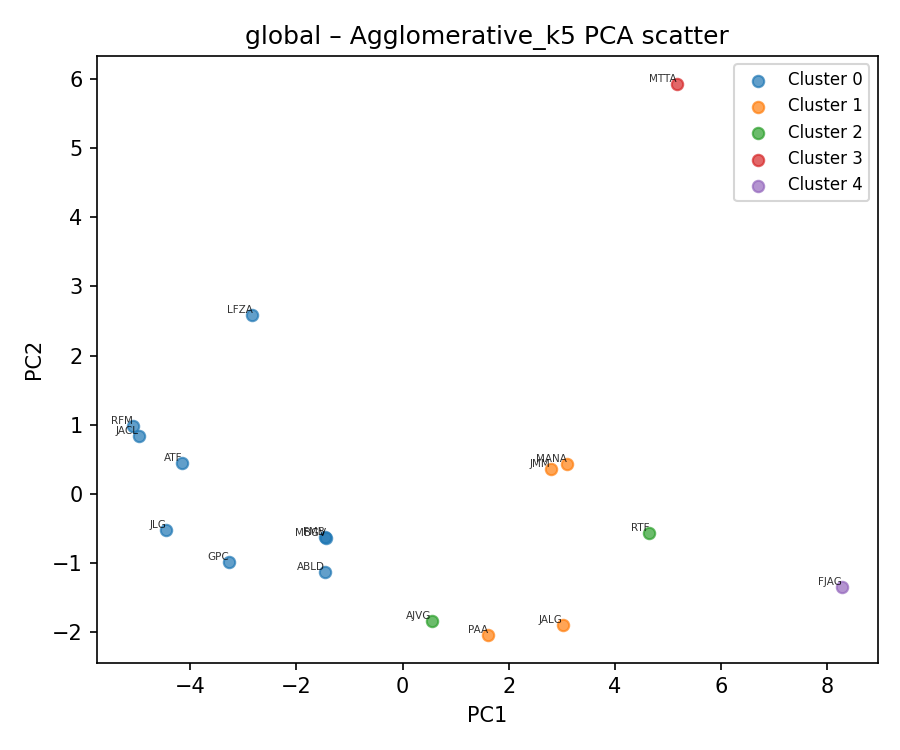 global – Agglomerative_k5 PCA scatter
Cluster 0
Cluster 1
Cluster 2
Cluster 3
Cluster 4
MTTA
LFZA
RFM
JACL
ATF
MANA
JMM
JLG
RTF
GPC
ABLD
FJAG
AJVG
PAA
JALG
6
5
4
3
2
1
0
−1
−2
PC2
−4
−2
0
2
4
6
8
PC1